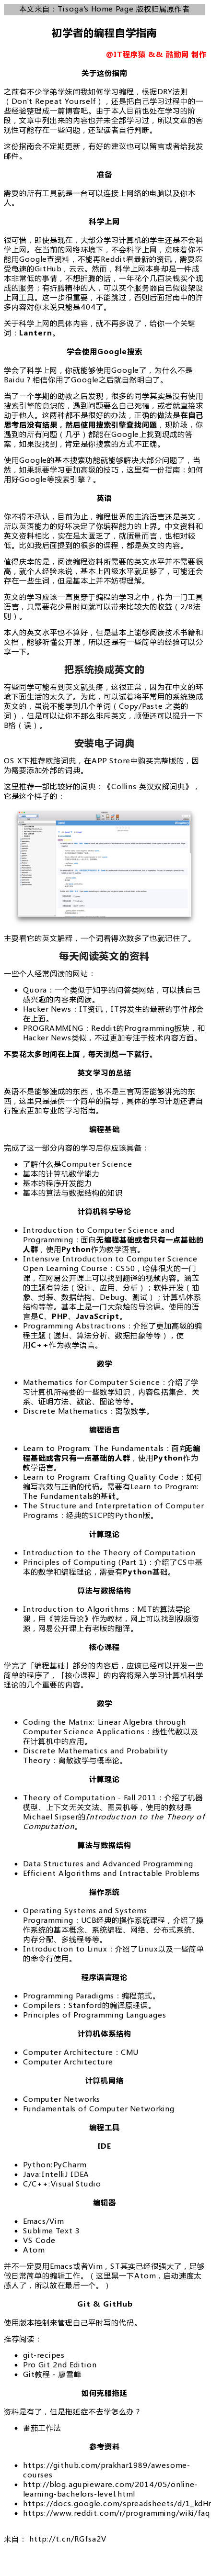 本文来自：Tisoga's Home Page 版权归属原作者
初学者的编程自学指南
@IT程序猿 && 酷勤网 制作
关于这份指南
之前有不少学弟学妹问我如何学习编程，根据DRY法则
（Don't Repeat Yourself），还是把自己学习过程中的一
些经验整理成一篇博客吧。由于本人目前也处在学习的阶
段，文章中列出来的内容也并未全部学习过，所以文章的客
观性可能存在一些问题，还望读者自行判断。
这份指南会不定期更新，有好的建议也可以留言或者给我发
邮件。
准备
需要的所有工具就是一台可以连接上网络的电脑以及你本
人。
科学上网
很可惜，即使是现在，大部分学习计算机的学生还是不会科
学上网。在当前的网络环境下，不会科学上网，意味着你不
能用Google查资料，不能再Reddit看最新的资讯，需要忍
受龟速的GitHub，云云。然而，科学上网本身却是一件成
本非常低的事情，不想折腾的话，一年花个几百块钱买个现
成的服务；有折腾精神的人，可以买个服务器自己假设架设
上网工具。这一步很重要，不能跳过，否则后面指南中的许
多内容对你来说只能是404了。
关于科学上网的具体内容，就不再多说了，给你一个关键
词：Lantern。
学会使用Google搜索
学会了科学上网，你就能够使用Google了，为什么不是
Baidu？相信你用了Google之后就自然明白了。
当了一个学期的助教之后发现，很多的同学其实是没有使用
搜索引擎的意识的，遇到问题要么自己死磕，或者就直接求
助于他人。这两种都不是很好的办法，正确的做法是在自己
思考后没有结果，然后使用搜索引擎查找问题，现阶段，你
遇到的所有问题（几乎）都能在Google上找到现成的答
案，如果没找到，肯定是你搜索的方式不正确。
使用Google的基本搜索功能就能够解决大部分问题了，当
然，如果想要学习更加高级的技巧，这里有一份指南：如何
用好Google等搜索引擎？。
英语
你不得不承认，目前为止，编程世界的主流语言还是英文，
所以英语能力的好坏决定了你编程能力的上界。中文资料和
英文资料相比，实在是太匮乏了，就质量而言，也相对较
低。比如我后面提到的很多的课程，都是英文的内容。
值得庆幸的是，阅读编程资料所需要的英文水平并不需要很
高，就个人经验来说，基本上四级水平就足够了，可能还会
存在一些生词，但是基本上并不妨碍理解。
英文的学习应该一直贯穿于编程的学习之中，作为一门工具
语言，只需要花少量时间就可以带来比较大的收益（2/8法
则）。
本人的英文水平也不算好，但是基本上能够阅读技术书籍和
文档，能够听懂公开课，所以还是有一些简单的经验可以分
享一下。
把系统换成英文的
有些同学可能看到英文就头疼，这很正常，因为在中文的环
境下面生活的太久了。为此，可以试着将平常用的系统换成
英文的，虽说不能学到几个单词（Copy/Paste 之类的
词），但是可以让你不那么排斥英文，顺便还可以提升一下
B格（误）。
安装电子词典
OS X下推荐欧路词典，在APP Store中购买完整版的，因
为需要添加外部的词典。
这里推荐一部比较好的词典：《Collins 英汉双解词典》，
它是这个样子的：
主要看它的英文解释，一个词看得次数多了也就记住了。
每天阅读英文的资料
一些个人经常阅读的网站：
Quora：一个类似于知乎的问答类网站，可以挑自己
感兴趣的内容来阅读。
Hacker News：IT资讯，IT界发生的最新的事件都会
在上面。
PROGRAMMING：Reddit的Programming板块，和
Hacker News类似，不过更加专注于技术内容方面。
不要花太多时间在上面，每天浏览一下就行。
英文学习的总结
英语不是能够速成的东西，也不是三言两语能够讲完的东
西，这里只是提供一个简单的指导，具体的学习计划还请自
行搜索更加专业的学习指南。
编程基础
完成了这一部分内容的学习后你应该具备：
了解什么是Computer Science
基本的计算机数学能力
基本的程序开发能力
基本的算法与数据结构的知识
计算机科学导论
Introduction to Computer Science and
Programming：面向无编程基础或者只有一点基础的
人群，使用Python作为教学语言。
Intensive Introduction to Computer Science
Open Learning Course：CS50，哈佛很火的一门
课，在网易公开课上可以找到翻译的视频内容。涵盖
的主题有算法（设计、应用、分析）；软件开发（抽
象、封装、数据结构、Debug、测试）；计算机体系
结构等等。基本上是一门大杂烩的导论课。使用的语
言是C、PHP、JavaScript。
Programming Abstractions：介绍了更加高级的编
程主题（递归、算法分析、数据抽象等等），使
用C++作为教学语言。
数学
Mathematics for Computer Science：介绍了学
习计算机所需要的一些数学知识，内容包括集合、关
系、证明方法、数论、图论等等。
Discrete Mathematics：离散数学。
编程语言
Learn to Program: The Fundamentals：面向无编
程基础或者只有一点基础的人群，使用Python作为
教学语言。
Learn to Program: Crafting Quality Code：如何
编写高效与正确的代码。需要有Learn to Program:
The Fundamentals的基础。
The Structure and Interpretation of Computer
Programs：经典的SICP的Python版。
计算理论
Introduction to the Theory of Computation
Principles of Computing (Part 1)：介绍了CS中基
本的数学和编程理论，需要有Python基础。
算法与数据结构
Introduction to Algorithms：MIT的算法导论
课，用《算法导论》作为教材，网上可以找到视频资
源，网易公开课上有老版的翻译。
核心课程
学完了「编程基础」部分的内容后，应该已经可以开发一些
简单的程序了，「核心课程」的内容将深入学习计算机科学
理论的几个重要的内容。
数学
Coding the Matrix: Linear Algebra through
Computer Science Applications：线性代数以及
在计算机中的应用。
Discrete Mathematics and Probability
Theory：离散数学与概率论。
计算理论
Theory of Computation - Fall 2011：介绍了机器
模型、上下文无关文法、图灵机等，使用的教材是
Michael Sipser的Introduction to the Theory of
Computation。
算法与数据结构
Data Structures and Advanced Programming
Efficient Algorithms and Intractable Problems
操作系统
Operating Systems and Systems
Programming：UCB经典的操作系统课程，介绍了操
作系统的基本概念、系统编程、网络、分布式系统、
内存分配、多线程等等。
Introduction to Linux：介绍了Linux以及一些简单
的命令行使用。
程序语言理论
Programming Paradigms：编程范式。
Compilers：Stanford的编译原理课。
Principles of Programming Languages
计算机体系结构
Computer Architecture：CMU
Computer Architecture
计算机网络
Computer Networks
Fundamentals of Computer Networking
编程工具
IDE
Python:PyCharm
Java:IntelliJ IDEA
C/C++:Visual Studio
编辑器
Emacs/Vim
Sublime Text 3
VS Code
Atom
并不一定要用Emacs或者Vim，ST其实已经很强大了，足够
做日常简单的编辑工作。（这里黑一下Atom，启动速度太
感人了，所以放在最后一个。）
Git & GitHub
使用版本控制来管理自己平时写的代码。
推荐阅读：
git-recipes
Pro Git 2nd Edition
Git教程 - 廖雪峰
如何克服拖延
资料是有了，但是拖延症不去学怎么办？
番茄工作法
参考资料
https://github.com/prakhar1989/awesome-
courses
http://blog.agupieware.com/2014/05/online-
learning-bachelors-level.html
https://docs.google.com/spreadsheets/d/1_kdHr
https://www.reddit.com/r/programming/wiki/faq
来自： http://t.cn/RGfsa2V